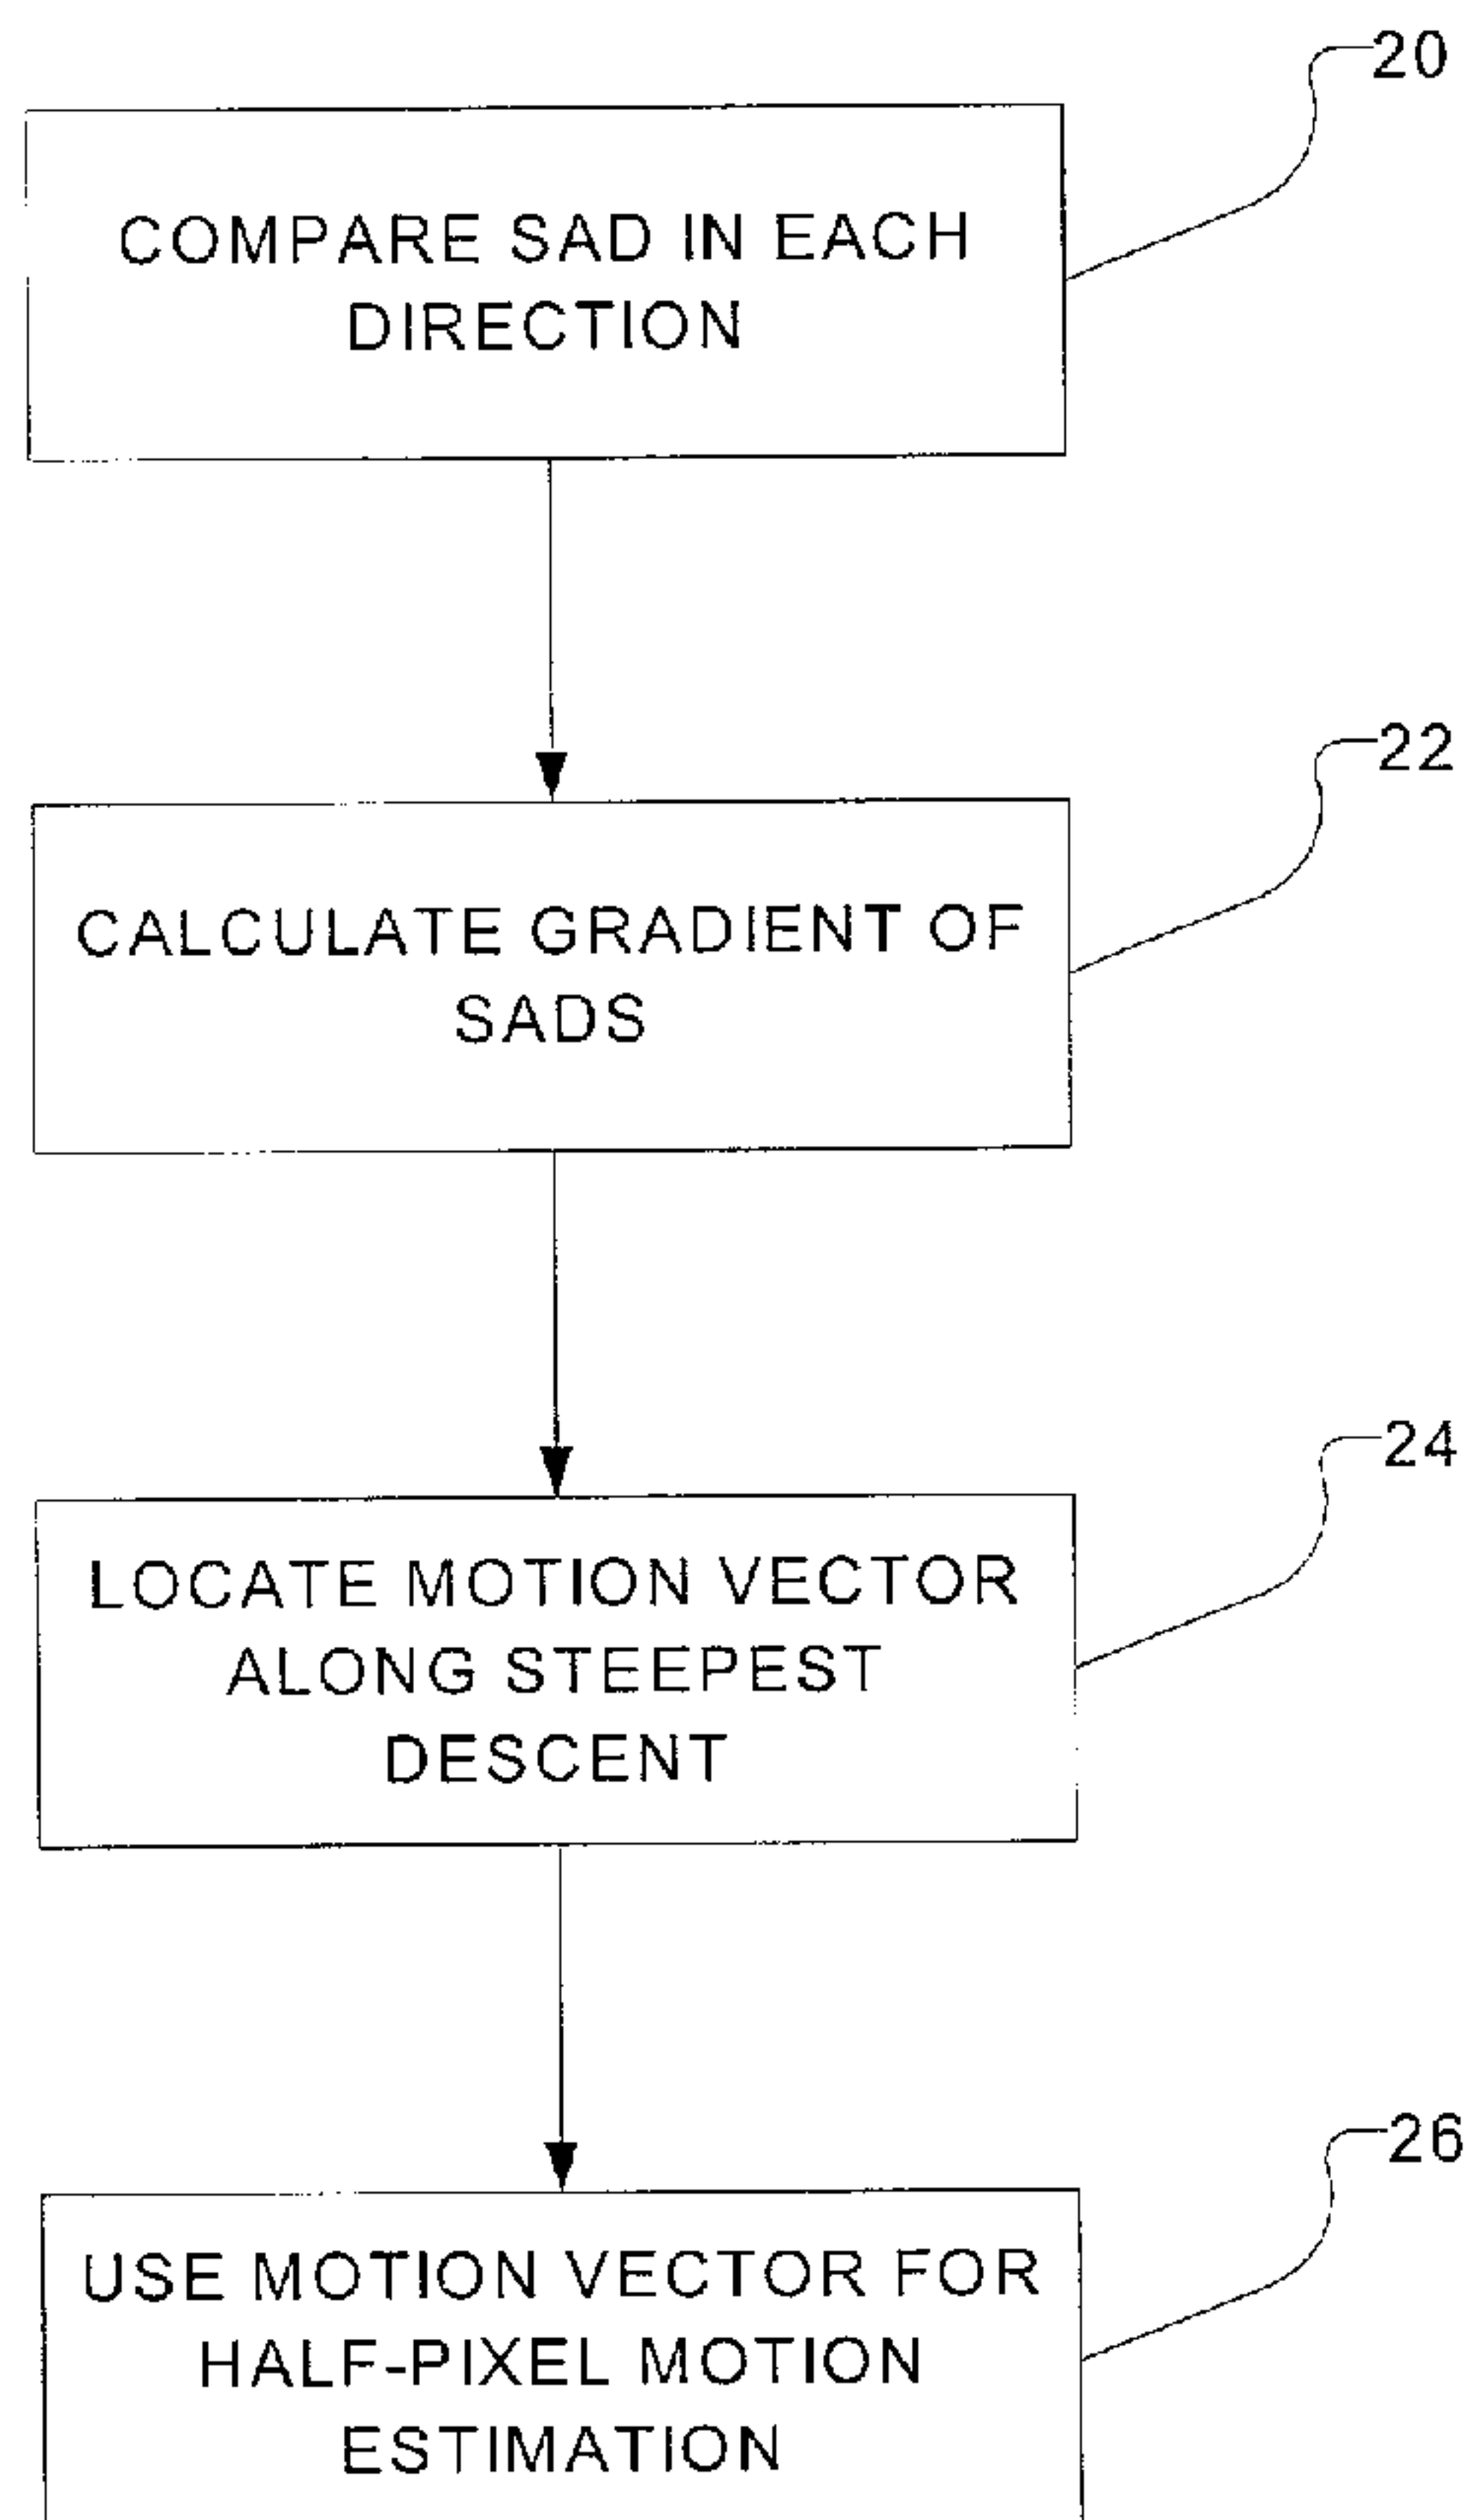 20
COMPARE SAD IN EACH
DIRECTION
22
CALCULATE GRADIENT OF
SADS
24
LOCATE MOTION VECTOR
ALONG STEEPEST
DESCENT
26
USE MOTION VECTOR FOR
HALF-PIXEL MOTION
ESTIMATION